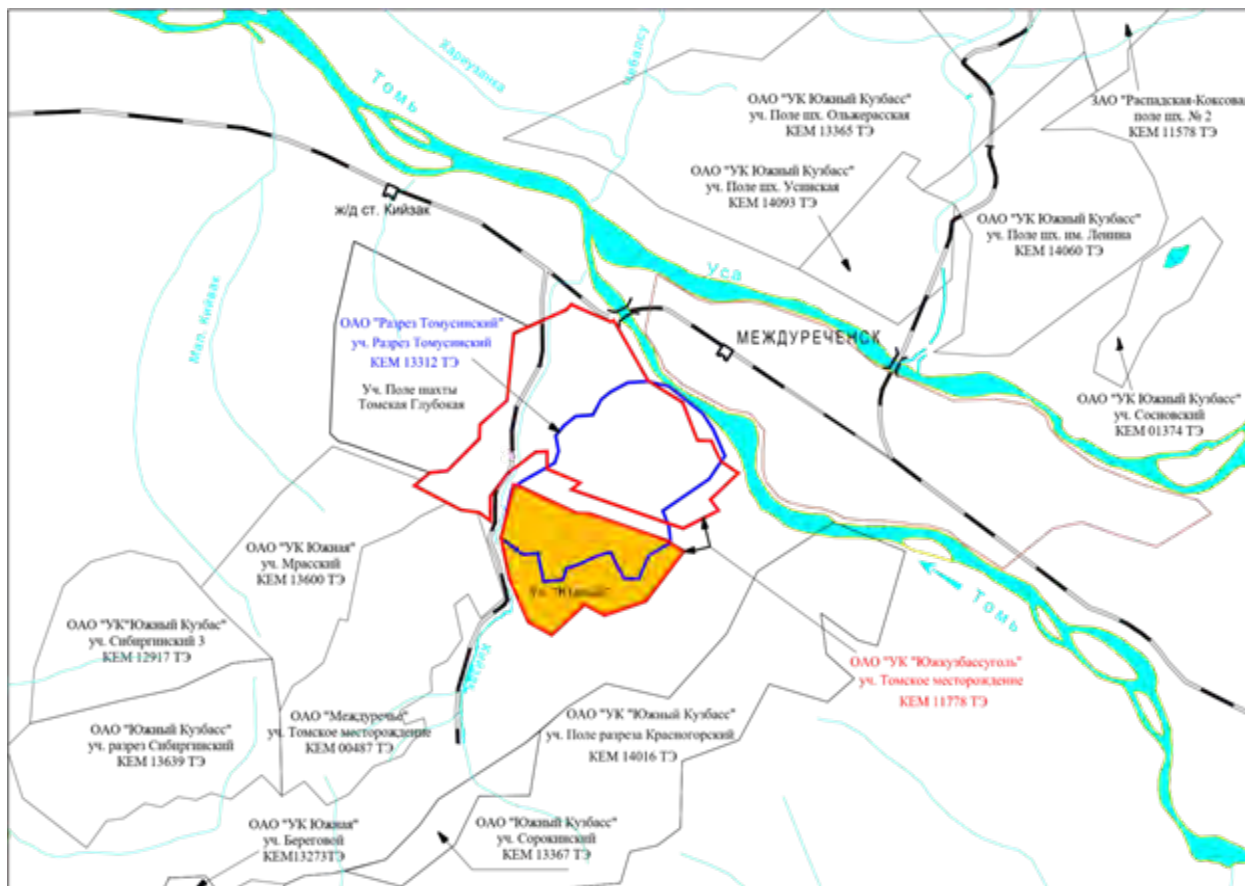 Кареузанка
Чебалсу
Томь
ОАО "УК Южный Кузбасс"
уч. Поле шх. Ольжерасская
КЕМ 13365 ТЭ
ЗАО "Распадская-Коксовая
поле шх. № 2
КЕМ 11578 ТЭ
ОАО "УК Южный Кузбасс"
уч. Поле шх. Усинская
КЕМ 14093 ТЭ
ж/д ст. Кийзак
ОАО "УК Южный Кузбасс"
уч. Поле шх. им. Ленина
КЕМ 14060 ТЭ
Уса
Мал. Кийзак
ОАО "Разрез Томусинский"
уч. Разрез Томусинский
КЕМ 13312 ТЭ
МЕЖДУРЕЧЕНСК
Уч. Поле шахты
Томская Глубокая
ОАО "УК Южный Кузбасс"
уч. Сосновский
КЕМ 01374 ТЭ
ОАО "УК Южная"
уч. Мрасский
КЕМ 13600 ТЭ
Уч. "Южный"
Томь
ОАО "УК"Южный Кузбас"
уч. Сибиргинский 3
КЕМ 12917 ТЭ
Кийзак
ОАО "УК "Южкузбассуголь"
уч. Томское месторождение
КЕМ 11778 ТЭ
ОАО "Южный Кузбасс"
уч. разрез Сибиргинский
КЕМ 13639 ТЭ
ОАО "Междуречье"
уч. Томское месторождение
КЕМ 00487 ТЭ
ОАО "УК "Южный Кузбасс"
уч. Поле разреза Красногорский
КЕМ 14016 ТЭ
ОАО "УК Южная"
уч. Береговой
КЕМ13273ТЭ
ОАО "Южный Кузбасс"
уч. Сорокинский
КЕМ 13367 ТЭ